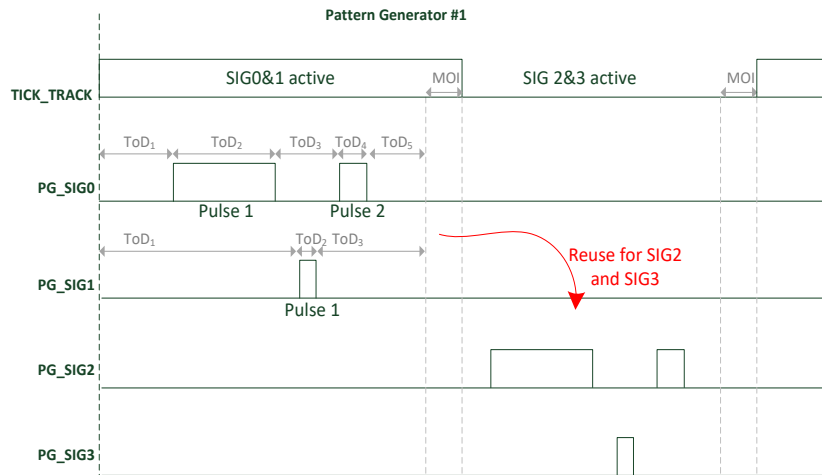 Pattern Generator #1
SIG0&1 active
MOI
SIG 2&3 active
MOI
TICK_TRACK
ToD₁
ToD₂
ToD₃
ToD₄
ToD₅
PG_SIG0
Pulse 1
Pulse 2
ToD₁
ToD₂
ToD₃
Reuse for SIG2
and SIG3
PG_SIG1
Pulse 1
PG_SIG2
PG_SIG3